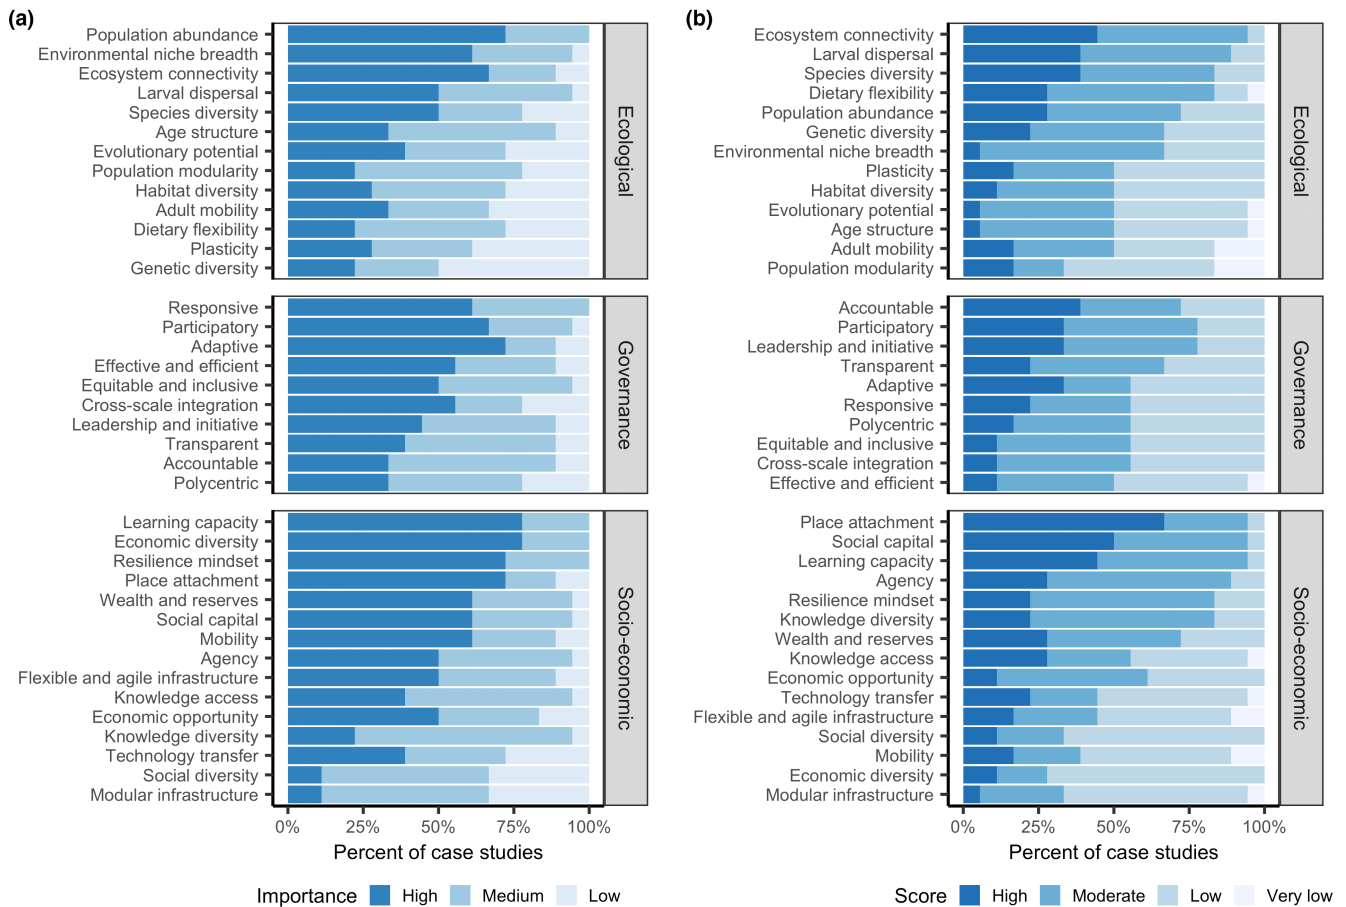 (a)
Population abundance
Environmental niche breadth
Ecosystem connectivity
Larval dispersal
Species diversity
Age structure
Evolutionary potential
Population modularity
Habitat diversity
Adult mobility
Dietary flexibility
Plasticity
Genetic diversity
Ecological
Responsive
Participatory
Adaptive
Effective and efficient
Equitable and inclusive
Cross-scale integration
Leadership and initiative
Transparent
Accountable
Polycentric
Governance
Learning capacity
Economic diversity
Resilience mindset
Place attachment
Wealth and reserves
Social capital
Mobility
Agency
Flexible and agile infrastructure
Knowledge access
Economic opportunity
Knowledge diversity
Technology transfer
Social diversity
Modular infrastructure
Socio-economic
0% 25% 50% 75% 100%
Percent of case studies
Importance High Medium Low
(b)
Ecosystem connectivity
Larval dispersal
Species diversity
Dietary flexibility
Population abundance
Genetic diversity
Environmental niche breadth
Plasticity
Habitat diversity
Evolutionary potential
Age structure
Adult mobility
Population modularity
Ecological
Accountable
Participatory
Leadership and initiative
Transparent
Adaptive
Responsive
Polycentric
Equitable and inclusive
Cross-scale integration
Effective and efficient
Governance
Place attachment
Social capital
Learning capacity
Agency
Resilience mindset
Knowledge diversity
Wealth and reserves
Knowledge access
Economic opportunity
Technology transfer
Flexible and agile infrastructure
Social diversity
Mobility
Economic diversity
Modular infrastructure
Socio-economic
0% 25% 50% 75% 100%
Percent of case studies
Score High Moderate Low Very low